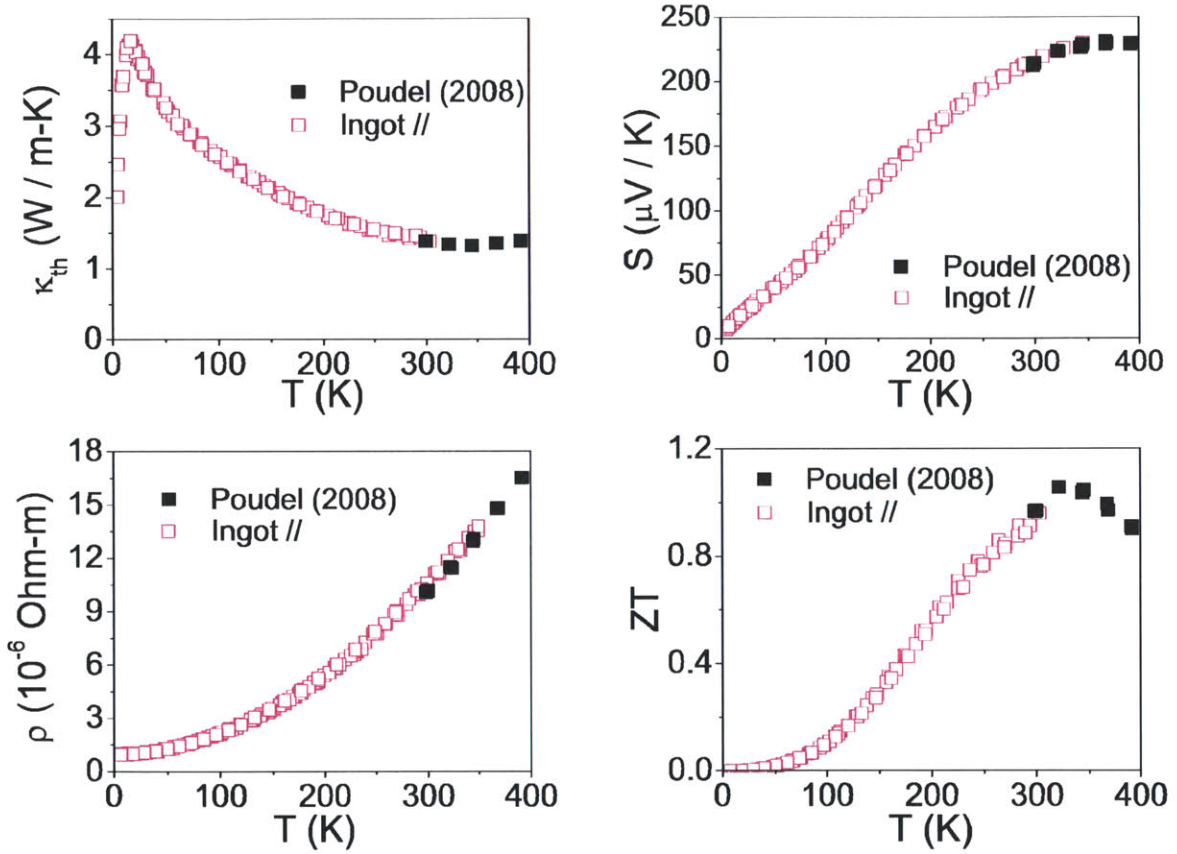 κth (W / m-K)
4
3
2
1
0
Poudel (2008)
Ingot //
0 100 200 300 400
T (K)
S (μV / K)
250
200
150
100
50
0
Poudel (2008)
Ingot //
0 100 200 300 400
T (K)
ρ (10-6 Ohm-m)
18
15
12
9
6
3
0
Poudel (2008)
Ingot //
0 100 200 300 400
T (K)
ZT
1.2
0.8
0.4
0.0
Poudel (2008)
Ingot //
0 100 200 300 400
T (K)